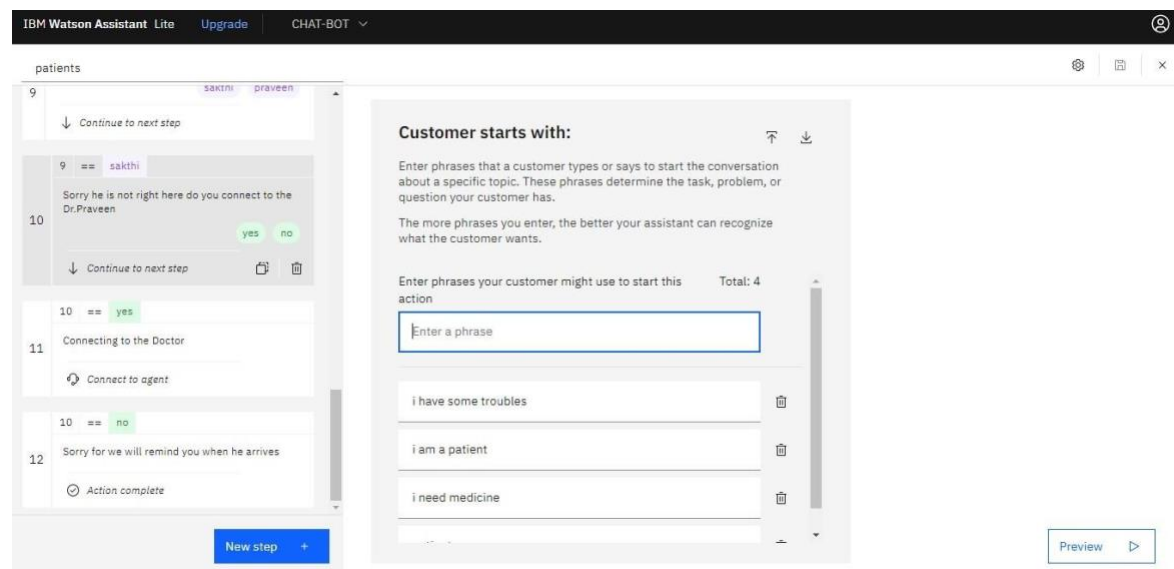 IBM Watson Assistant Lite Upgrade CHAT-BOT
patients
9 sakthi praveen
Continue to next step
9 == sakthi
10 Sorry he is not right here do you connect to the
Dr.Praveen
yes no
Continue to next step
10 == yes
11 Connecting to the Doctor
Connect to agent
10 == no
12 Sorry for we will remind you when he arrives
Action complete
New step +
Customer starts with:
Enter phrases that a customer types or says to start the conversation
about a specific topic. These phrases determine the task, problem, or
question your customer has.
The more phrases you enter, the better your assistant can recognize
what the customer wants.
Enter phrases your customer might use to start this Total: 4
action
Enter a phrase
i have some troubles
i am a patient
i need medicine
Preview